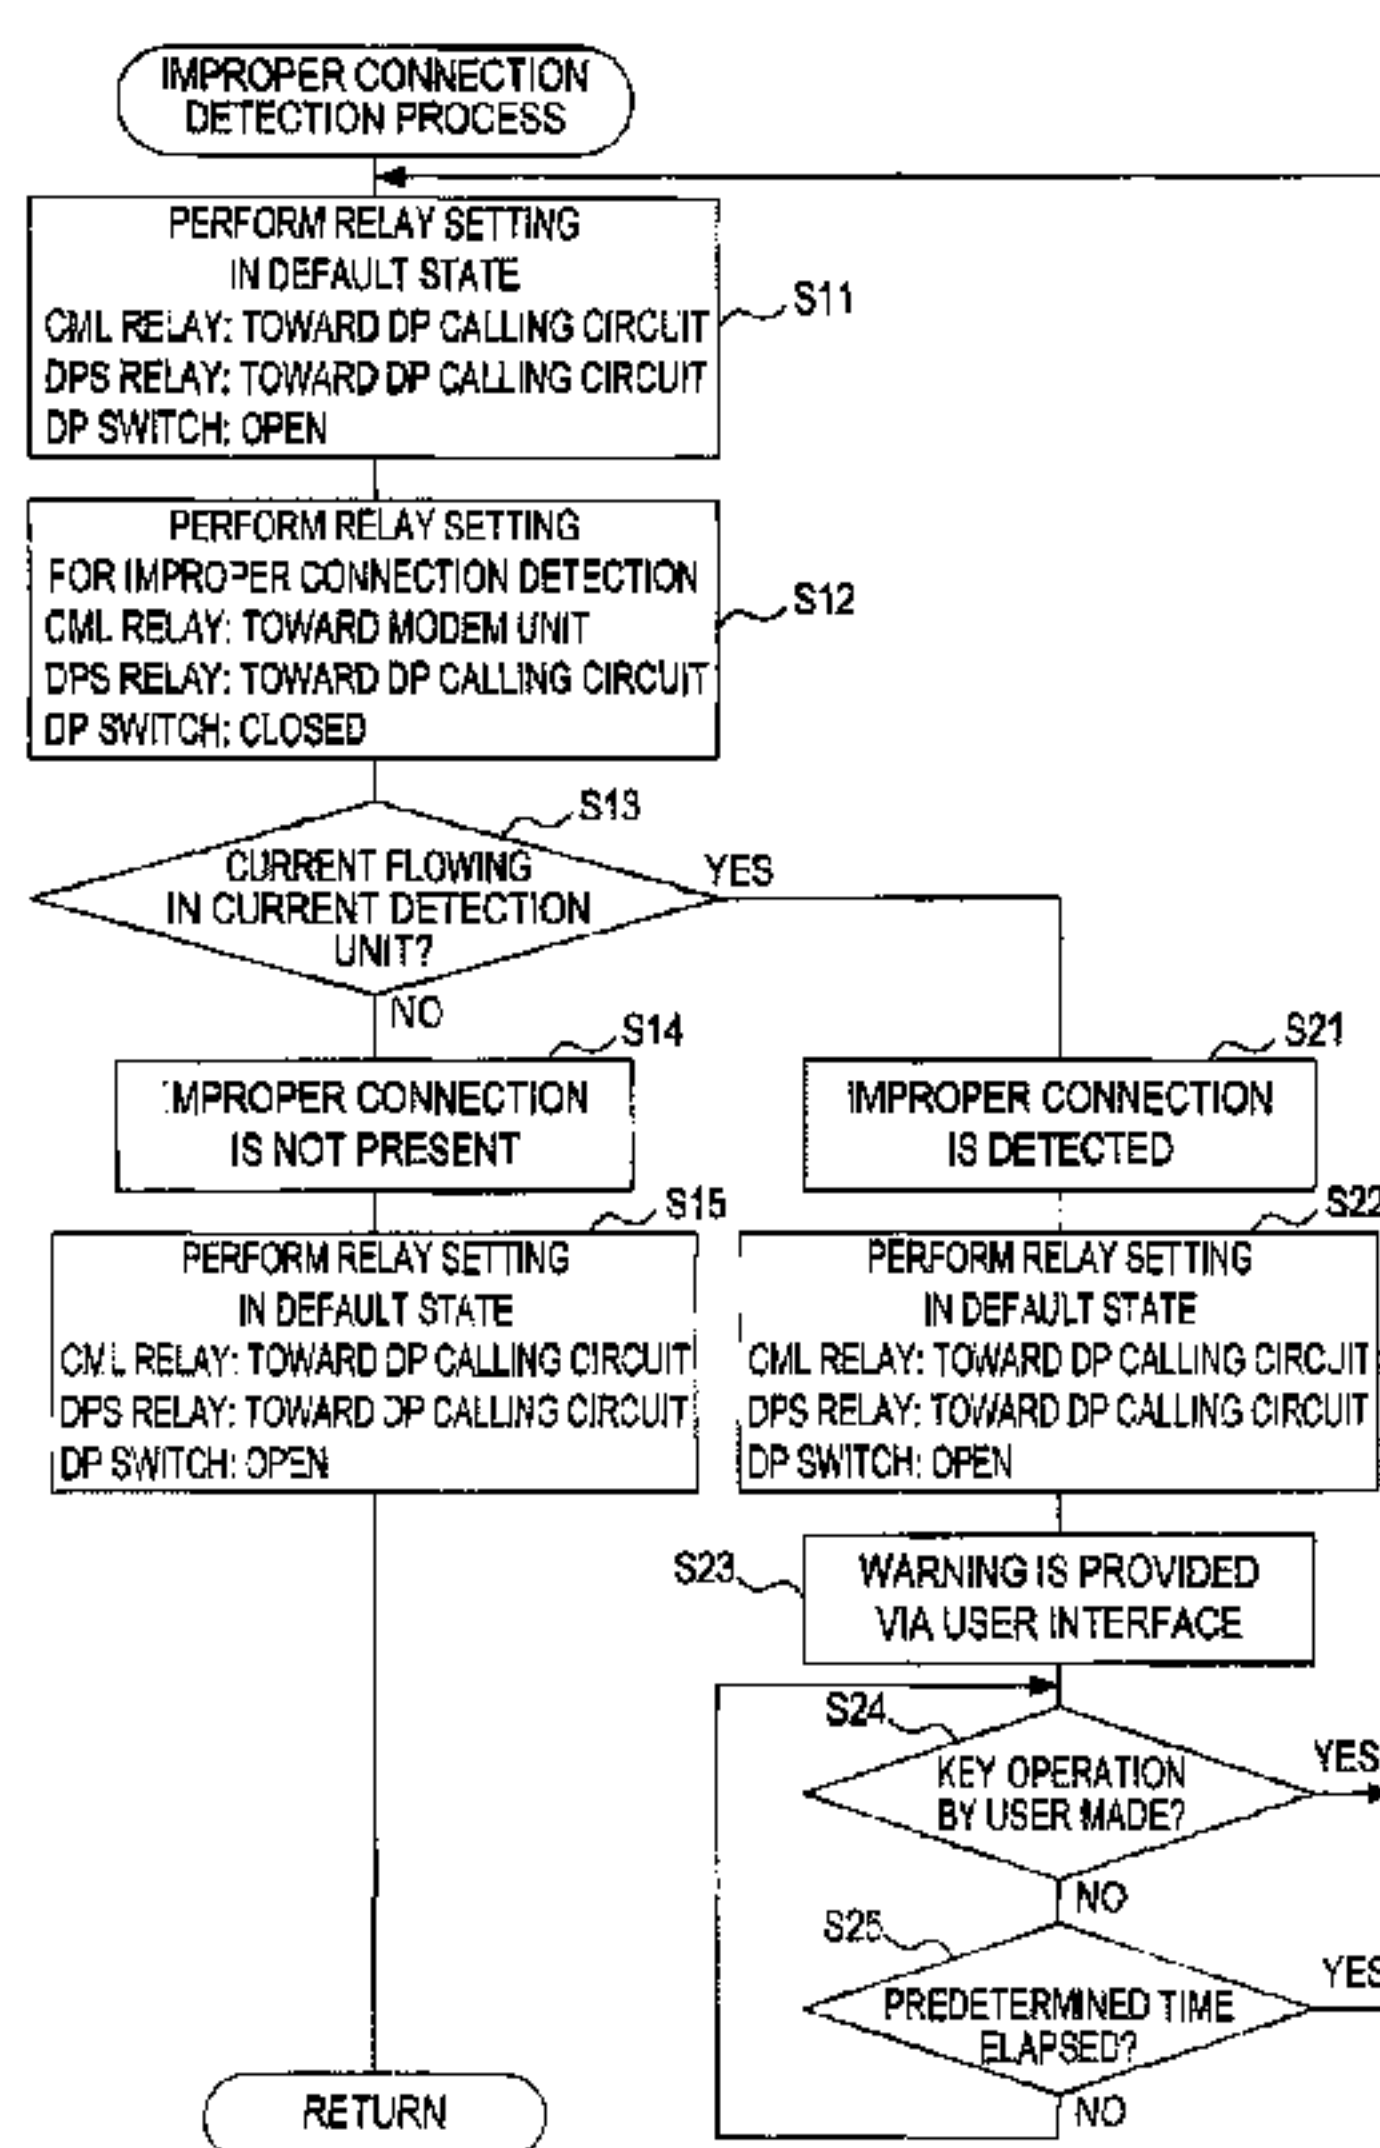 IMPROPER CONNECTION
DETECTION PROCESS
PERFORM RELAY SETTING
IN DEFAULT STATE
CML RELAY: TOWARD DP CALLING CIRCUIT
DPS RELAY: TOWARD DP CALLING CIRCUIT
DP SWITCH: OPEN
S11
PERFORM RELAY SETTING
FOR IMPROPER CONNECTION DETECTION
CML RELAY: TOWARD MODEM UNIT
DPS RELAY: TOWARD DP CALLING CIRCUIT
DP SWITCH: CLOSED
S12
S13
CURRENT FLOWING
IN CURRENT DETECTION
UNIT?
YES
NO
S14
IMPROPER CONNECTION
IS NOT PRESENT
S21
IMPROPER CONNECTION
IS DETECTED
S15
PERFORM RELAY SETTING
IN DEFAULT STATE
CML RELAY: TOWARD DP CALLING CIRCUIT
DPS RELAY: TOWARD DP CALLING CIRCUIT
DP SWITCH: OPEN
S22
PERFORM RELAY SETTING
IN DEFAULT STATE
CML RELAY: TOWARD DP CALLING CIRCUIT
DPS RELAY: TOWARD DP CALLING CIRCUIT
DP SWITCH: OPEN
S23
WARNING IS PROVIDED
VIA USER INTERFACE
S24
KEY OPERATION
BY USER MADE?
YES
NO
S25
PREDETERMINED TIME
ELAPSED?
YES
NO
RETURN